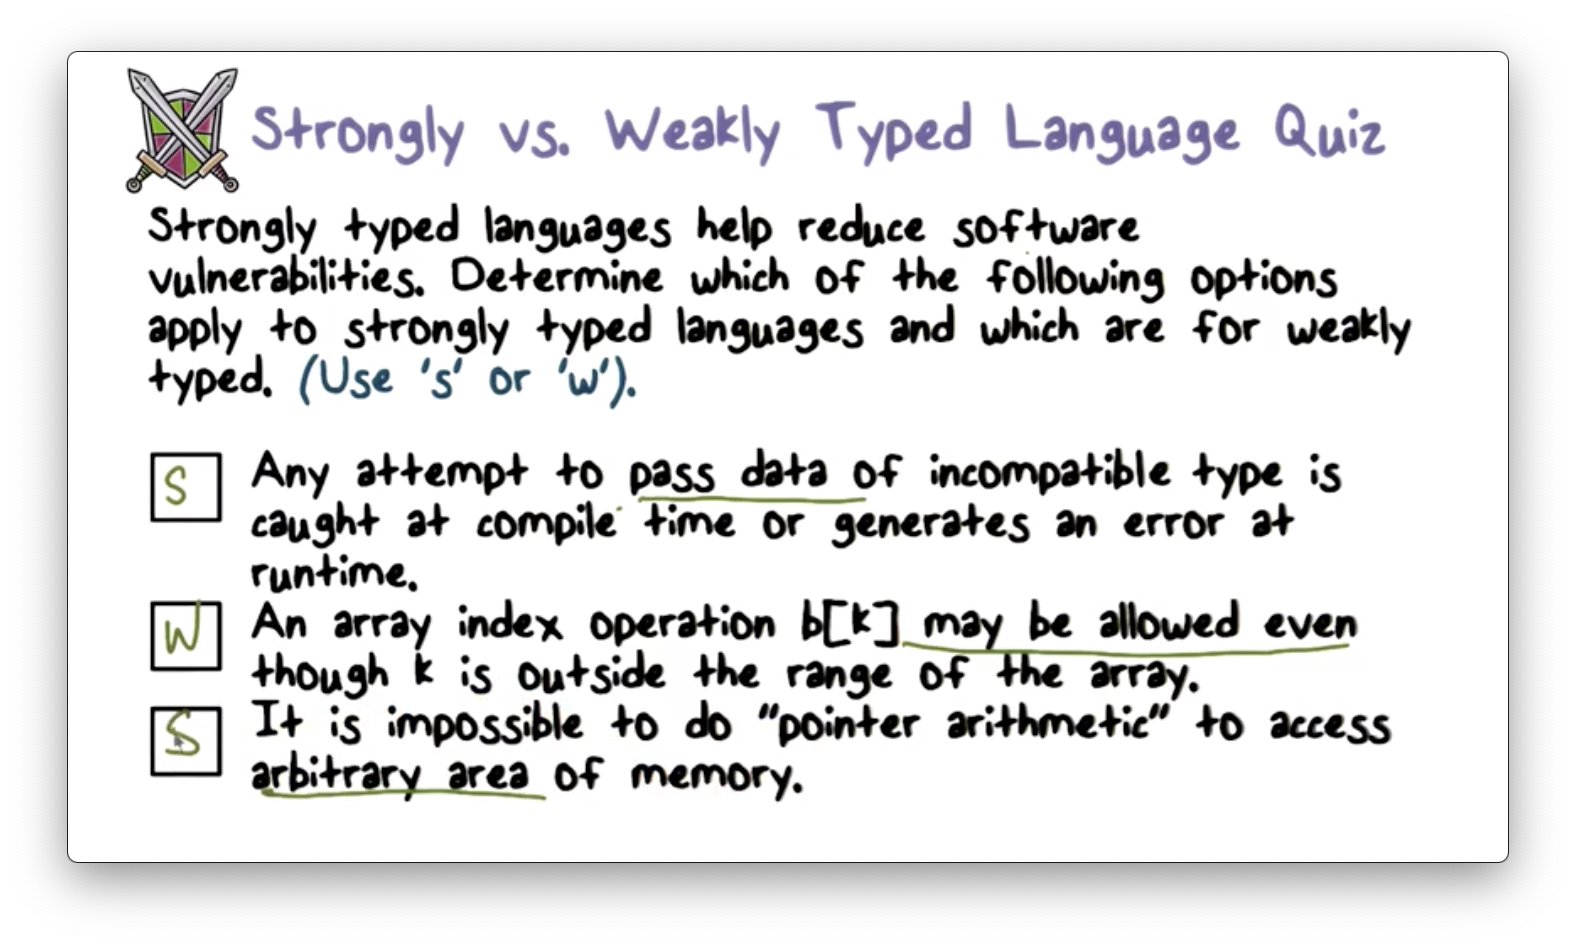 Strongly vs. Weakly Typed Language Quiz
Strongly typed languages help reduce software
vulnerabilities. Determine which of the following options
apply to strongly typed languages and which are for weakly
typed. (Use 's' or 'w').
S Any attempt to pass data of incompatible type is
caught at compile time or generates an error at
runtime.
W An array index operation b[k] may be allowed even
though k is outside the range of the array.
S It is impossible to do "pointer arithmetic" to access
arbitrary area of memory.